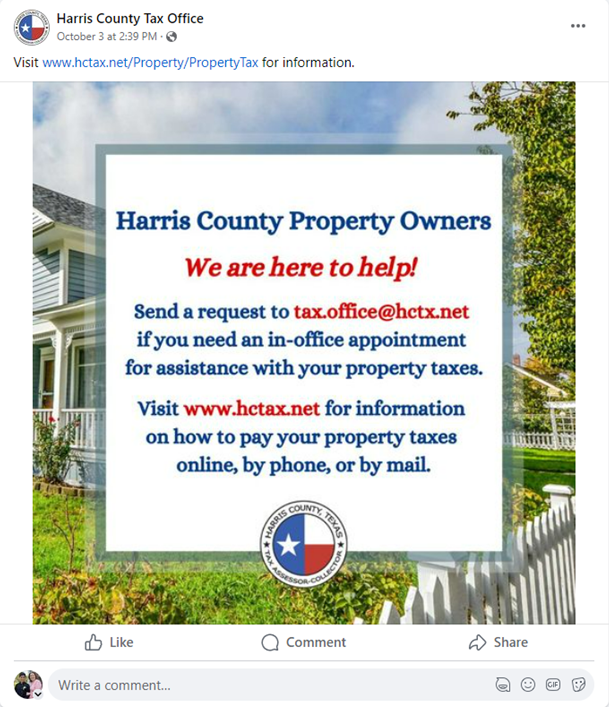 Harris County Tax Office
October 3 at 2:39 PM ·
Visit www.hctax.net/Property/PropertyTax for information.
Harris County Property Owners
We are here to help!
Send a request to tax.office@hctx.net
if you need an in-office appointment
for assistance with your property taxes.
Visit www.hctax.net for information
on how to pay your property taxes
online, by phone, or by mail.
HARRIS COUNTY, TEXAS
TAX ASSESSOR-COLLECTOR
Like
Comment
Share
Write a comment...
GIF